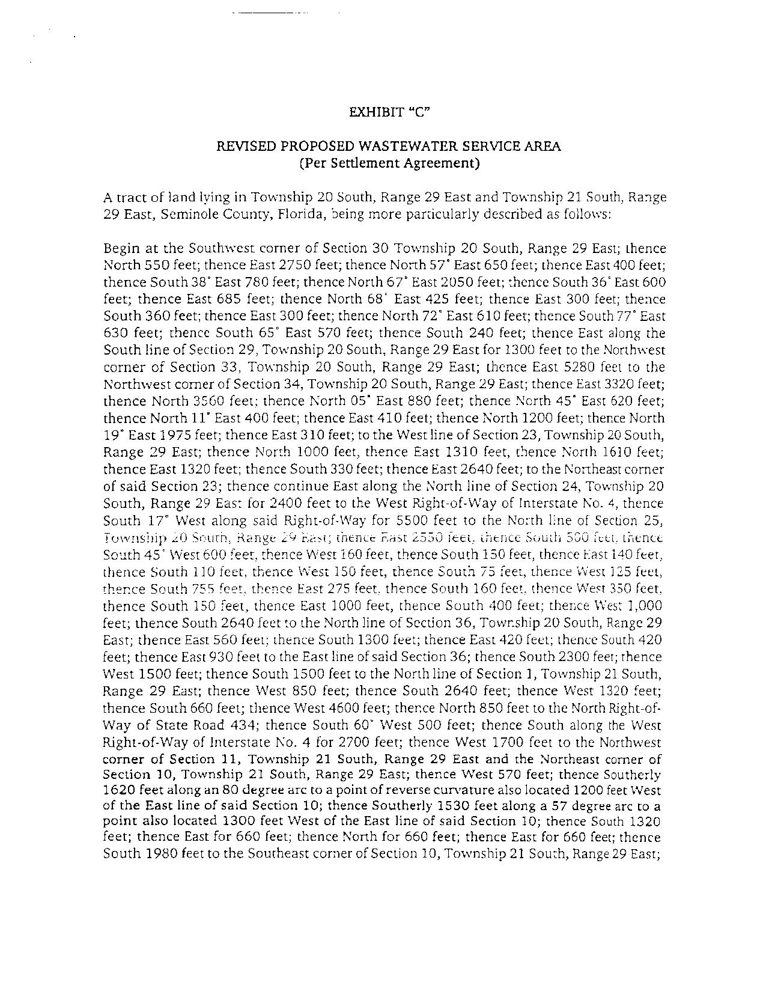 EXHIBIT “C”
REVISED PROPOSED WASTEWATER SERVICE AREA
(Per Settlement Agreement)
A tract of land lying in Township 20 South, Range 29 East and Township 21 South, Range
29 East, Seminole County, Florida, being more particularly described as follows:
Begin at the Southwest corner of Section 30 Township 20 South, Range 29 East; thence
North 550 feet; thence East 2750 feet; thence North 57° East 650 feet; thence East 400 feet;
thence South 38° East 780 feet; thence North 67° East 2050 feet; thence South 36° East 600
feet; thence East 685 feet; thence North 68° East 425 feet; thence East 300 feet; thence
South 360 feet; thence East 300 feet; thence North 72° East 610 feet; thence South 77° East
630 feet; thence South 65° East 570 feet; thence South 240 feet; thence East along the
South line of Section 29, Township 20 South, Range 29 East for 1300 feet to the Northwest
corner of Section 33, Township 20 South, Range 29 East; thence East 5280 feet to the
Northwest corner of Section 34, Township 20 South, Range 29 East; thence East 3320 feet;
thence North 3560 feet; thence North 05° East 880 feet; thence North 45° East 620 feet;
thence North 11° East 400 feet; thence East 410 feet; thence North 1200 feet; thence North
19° East 1975 feet; thence East 310 feet; to the West line of Section 23, Township 20 South,
Range 29 East; thence North 1000 feet, thence East 1310 feet, thence North 1610 feet;
thence East 1320 feet; thence South 330 feet; thence East 2640 feet; to the Northeast corner
of said Section 23; thence continue East along the North line of Section 24, Township 20
South, Range 29 East for 2400 feet to the West Right-of-Way of Interstate No. 4, thence
South 17° West along said Right-of-Way for 5500 feet to the North line of Section 25,
Township 20 South, Range 29 East; thence East 2550 feet, thence South 500 feet, thence
South 45° West 600 feet, thence West 160 feet, thence South 150 feet, thence East 140 feet,
thence South 110 feet, thence West 150 feet, thence South 75 feet, thence West 125 feet,
thence South 755 feet, thence East 275 feet, thence South 160 feet, thence West 350 feet,
thence South 150 feet, thence East 1000 feet, thence South 400 feet; thence West 1,000
feet; thence South 2640 feet to the North line of Section 36, Township 20 South, Range 29
East; thence East 560 feet; thence South 1300 feet; thence East 420 feet; thence South 420
feet; thence East 930 feet to the East line of said Section 36; thence South 2300 feet; thence
West 1500 feet; thence South 1500 feet to the North line of Section 1, Township 21 South,
Range 29 East; thence West 850 feet; thence South 2640 feet; thence West 1320 feet;
thence South 660 feet; thence West 4600 feet; thence North 850 feet to the North Right-of-
Way of State Road 434; thence South 60° West 500 feet; thence South along the West
Right-of-Way of Interstate No. 4 for 2700 feet; thence West 1700 feet to the Northwest
corner of Section 11, Township 21 South, Range 29 East and the Northeast corner of
Section 10, Township 21 South, Range 29 East; thence West 570 feet; thence Southerly
1620 feet along an 80 degree arc to a point of reverse curvature also located 1200 feet West
of the East line of said Section 10; thence Southerly 1530 feet along a 57 degree arc to a
point also located 1300 feet West of the East line of said Section 10; thence South 1320
feet; thence East for 660 feet; thence North for 660 feet; thence East for 660 feet; thence
South 1980 feet to the Southeast corner of Section 10, Township 21 South, Range 29 East;